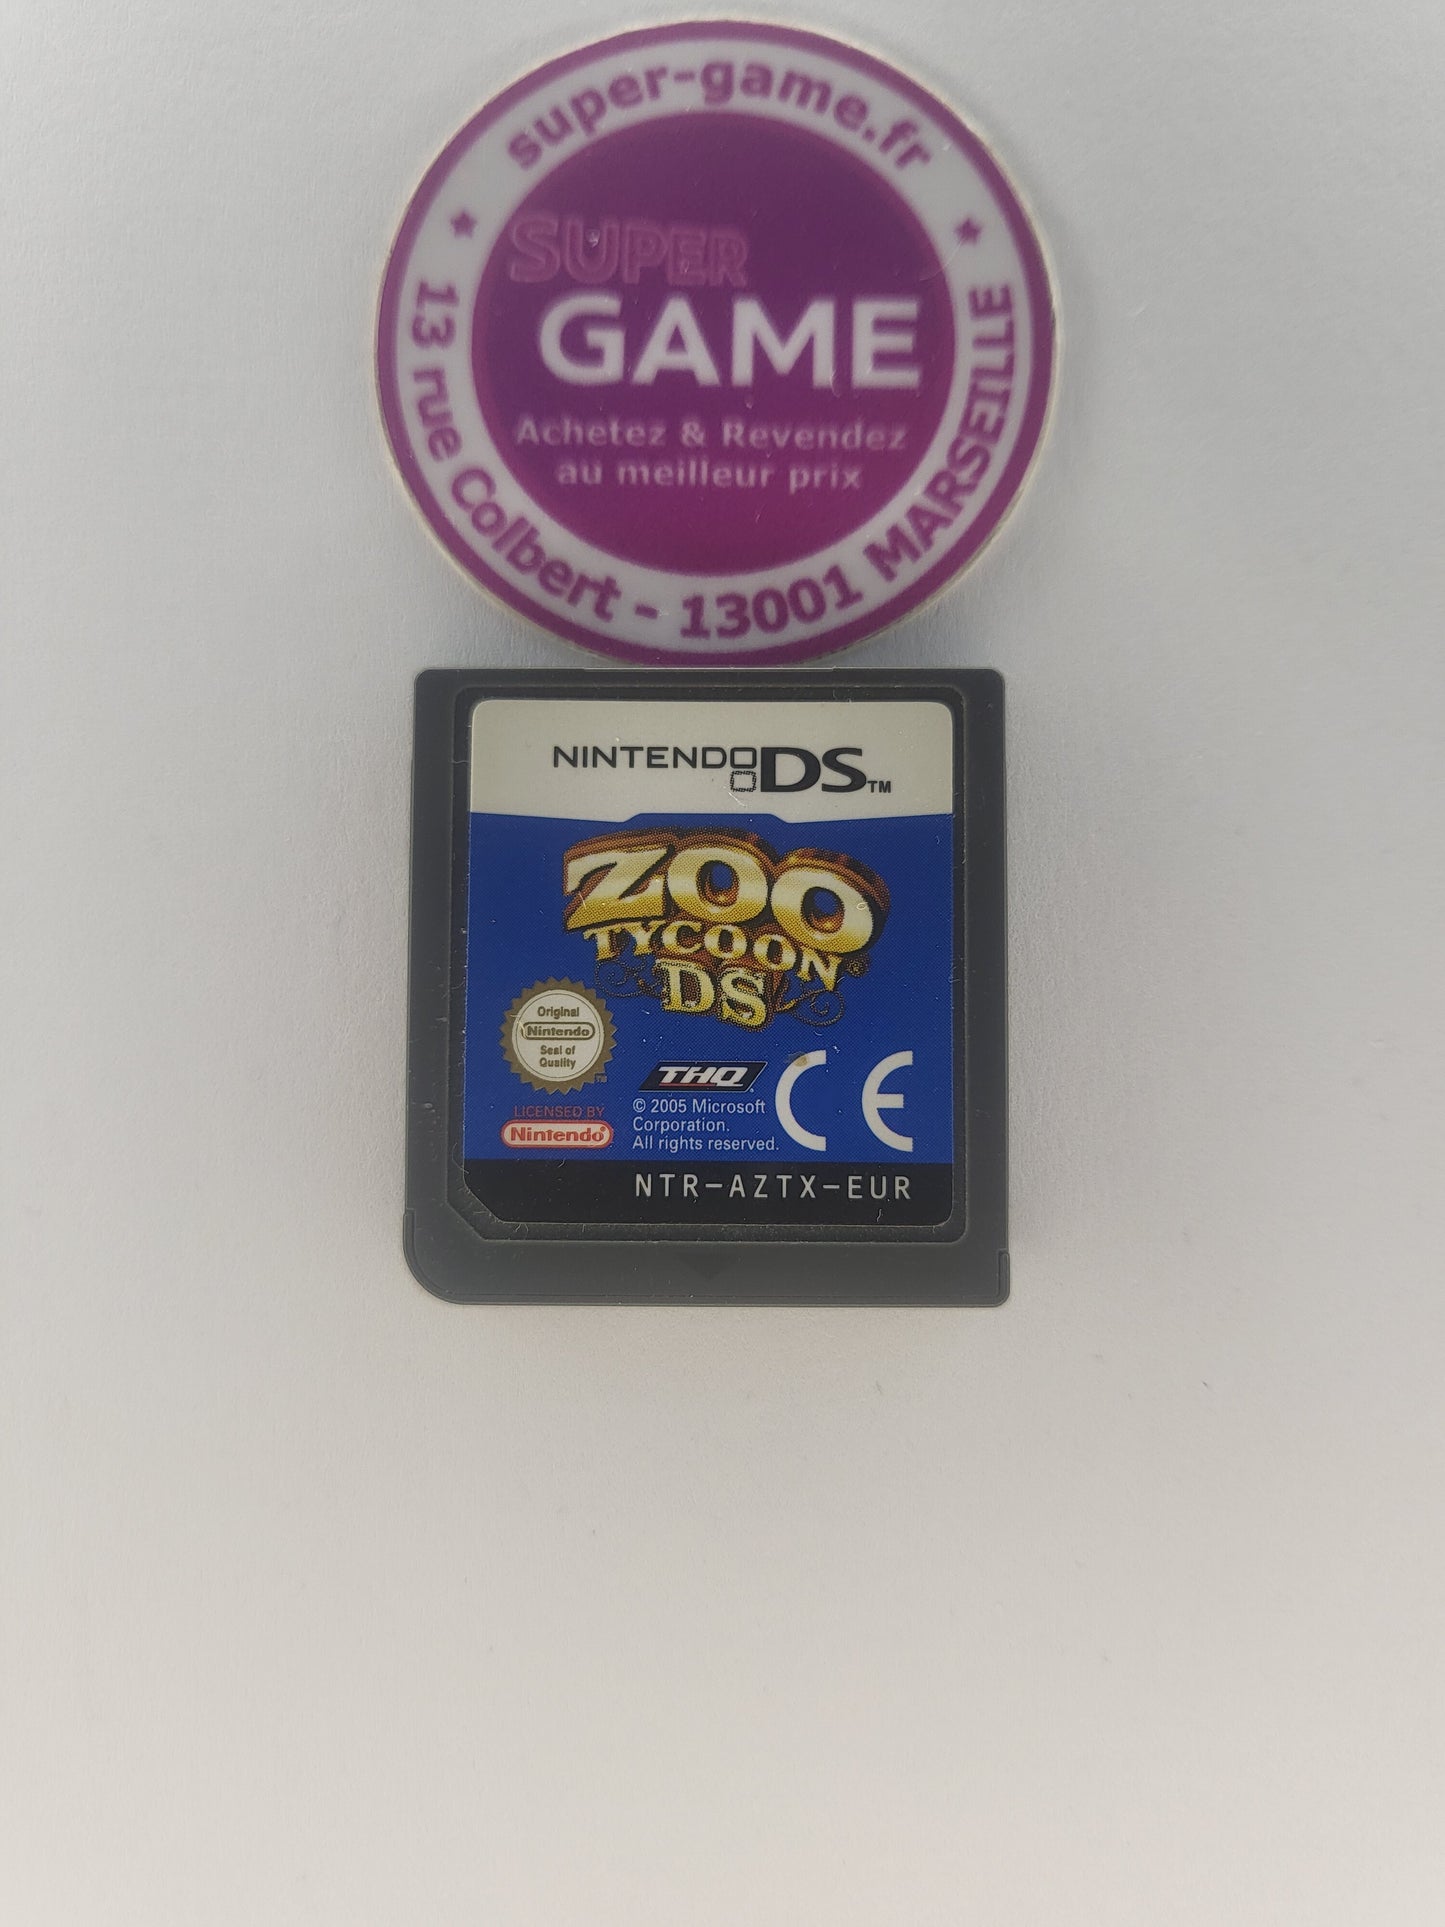 super-game.fr
SUPER
GAME
Achetez & Revendez
au meilleur prix
13 rue Colbert - 13001 MARSEILLE
NINTENDO DS™
ZOO
TYCOON
DS
Original
Nintendo
Seal of
Quality
TM
LICENSED BY
Nintendo®
THQ®
© 2005 Microsoft
Corporation.
All rights reserved.
CE
NTR-AZTX-EUR